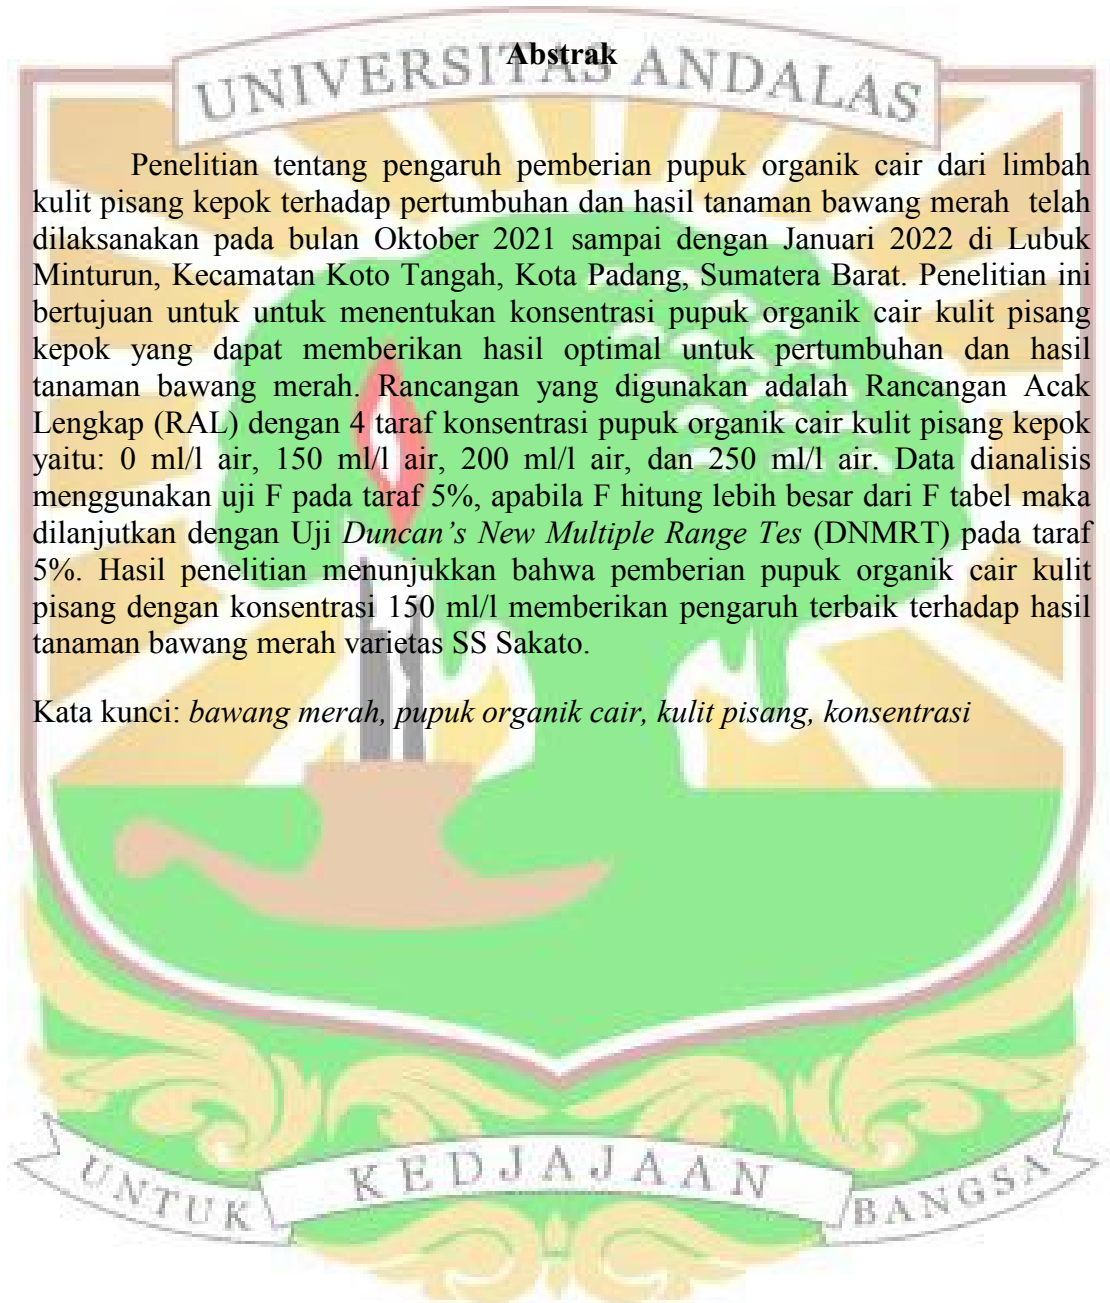 Abstrak
UNIVERSITAS ANDALAS
Penelitian tentang pengaruh pemberian pupuk organik cair dari limbah
kulit pisang kepok terhadap pertumbuhan dan hasil tanaman bawang merah telah
dilaksanakan pada bulan Oktober 2021 sampai dengan Januari 2022 di Lubuk
Minturun, Kecamatan Koto Tangah, Kota Padang, Sumatera Barat. Penelitian ini
bertujuan untuk untuk menentukan konsentrasi pupuk organik cair kulit pisang
kepok yang dapat memberikan hasil optimal untuk pertumbuhan dan hasil
tanaman bawang merah. Rancangan yang digunakan adalah Rancangan Acak
Lengkap (RAL) dengan 4 taraf konsentrasi pupuk organik cair kulit pisang kepok
yaitu: 0 ml/l air, 150 ml/l air, 200 ml/l air, dan 250 ml/l air. Data dianalisis
menggunakan uji F pada taraf 5%, apabila F hitung lebih besar dari F tabel maka
dilanjutkan dengan Uji Duncan’s New Multiple Range Tes (DNMRT) pada taraf
5%. Hasil penelitian menunjukkan bahwa pemberian pupuk organik cair kulit
pisang dengan konsentrasi 150 ml/l memberikan pengaruh terbaik terhadap hasil
tanaman bawang merah varietas SS Sakato.
Kata kunci: bawang merah, pupuk organik cair, kulit pisang, konsentrasi
UNTUK KEDJAJAAN BANGSA